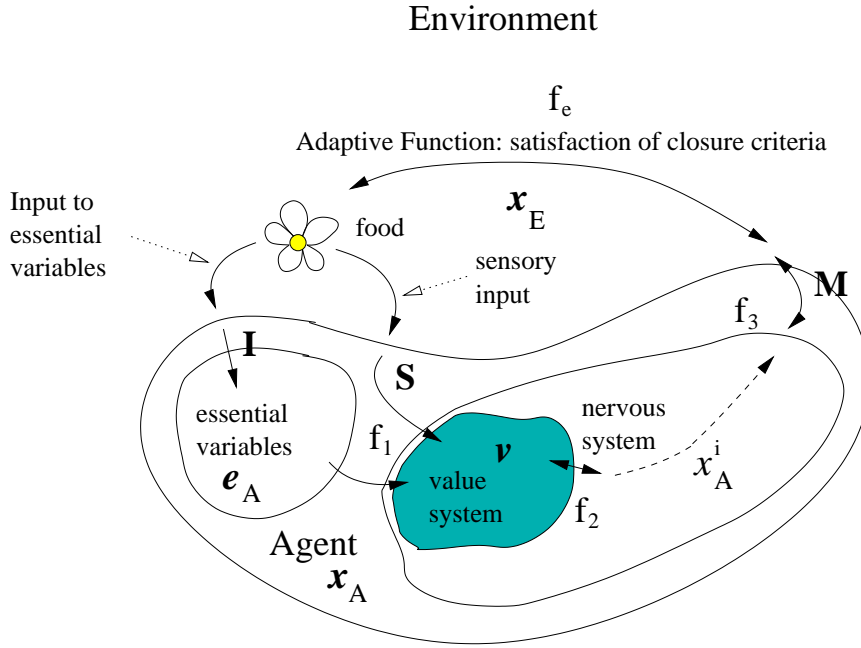 Environment
f_e
Adaptive Function: satisfaction of closure criteria
Input to
essential
variables
food
x_E
sensory
input
M
f_3
I
S
essential
variables
e_A
f_1
v
value
system
nervous
system
x_A^i
f_2
Agent
x_A